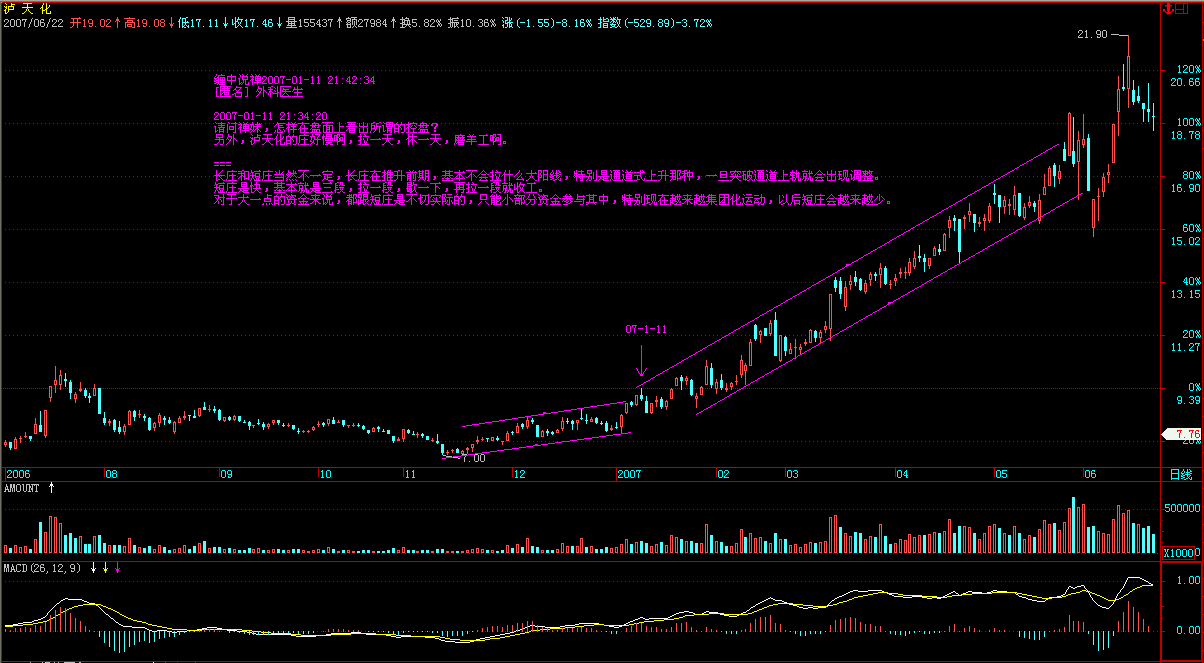 泸天化
2007/06/22 开19.02↑高19.08↓低17.11↓收17.46↓量155437↑额27984↑换5.82% 振10.36% 涨(-1.55)-8.16% 指数(-529.89)-3.72%
21.90
缠中说禅2007-01-11 21:42:34
[匿名] 外科医生
2007-01-11 21:34:20
请问禅妹，怎样在盘面上看出所谓的控盘？
另外，泸天化的庄好慢啊，拉一天，休一天，磨羊工啊。
===
长庄和短庄当然不一定，长庄在推升前期，基本不会拉什么大阳线，特别是通道式上升那种，一旦突破通道上轨就会出现调整。
短庄是快，基本就是三段，拉一段，歇一下，再拉一段就收工。
对于大一点的资金来说，都跟短庄是不切实际的，只能小部分资金参与其中，特别现在越来越集团化运动，以后短庄会越来越少。
120%
20.66
100%
18.78
80%
16.90
60%
15.02
40%
13.15
20%
11.27
0%
9.39
7.76
20%
07-1-11
7.00
2006 08 09 10 11 12 2007 02 03 04 05 06 日线
AMOUNT ↑
500000
X10000
MACD(26,12,9) ↓ ↓ ↓
1.00
0.00